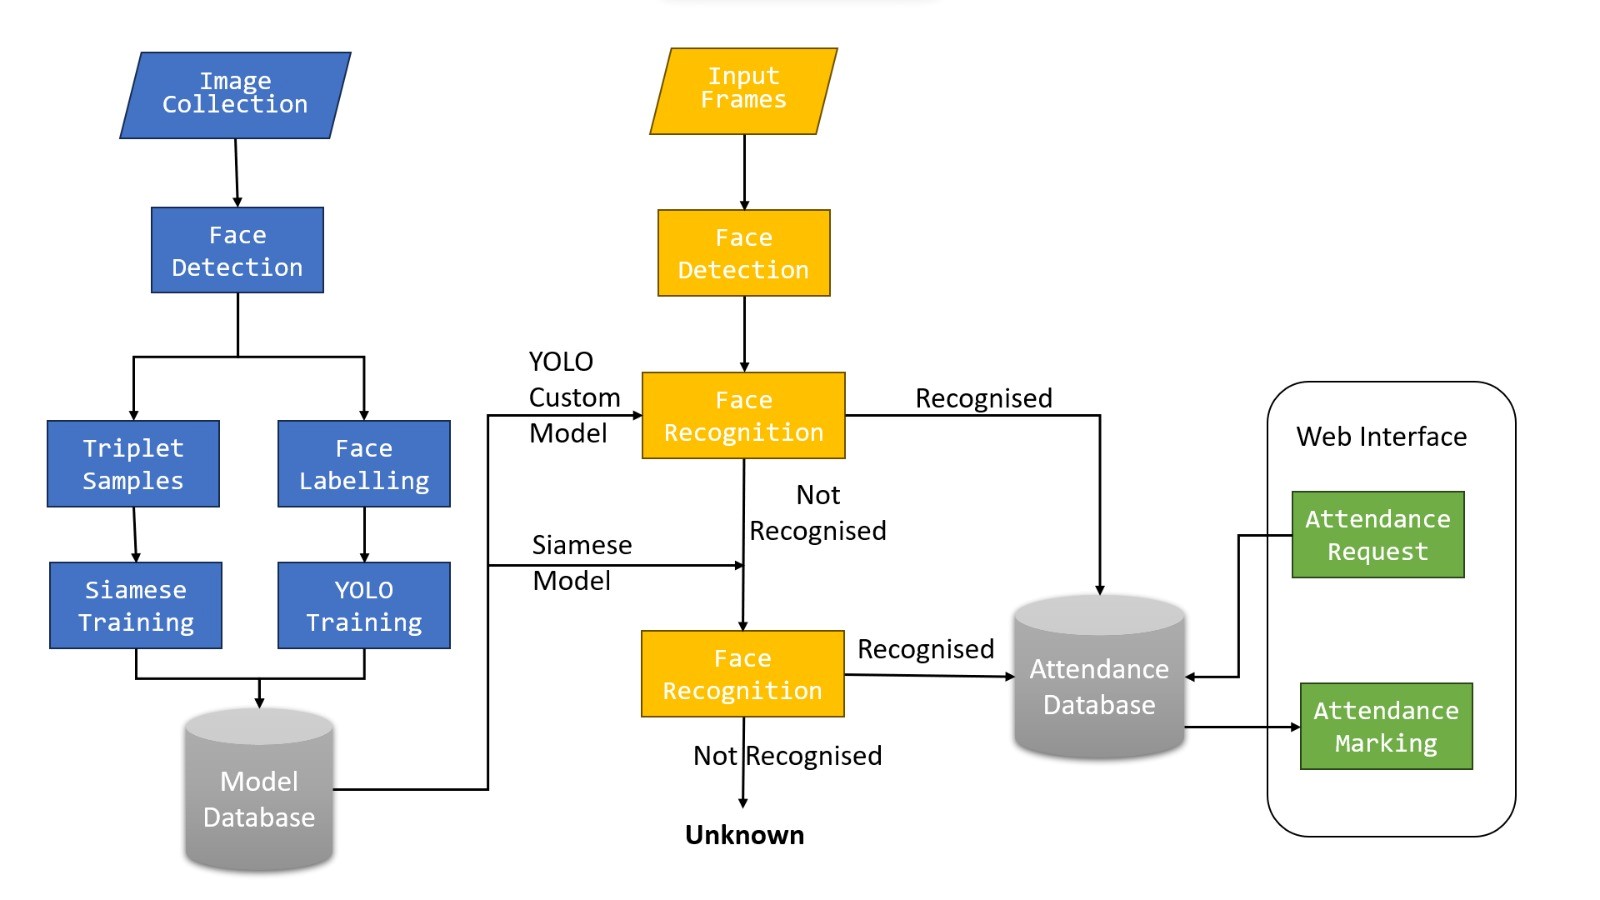 Image
Collection
Face
Detection
Triplet
Samples
Face
Labelling
Siamese
Training
YOLO
Training
Model
Database
Input
Frames
Face
Detection
YOLO
Custom
Model
Face
Recognition
Recognised
Not
Recognised
Siamese
Model
Face
Recognition
Recognised
Not Recognised
Unknown
Attendance
Database
Web Interface
Attendance
Request
Attendance
Marking